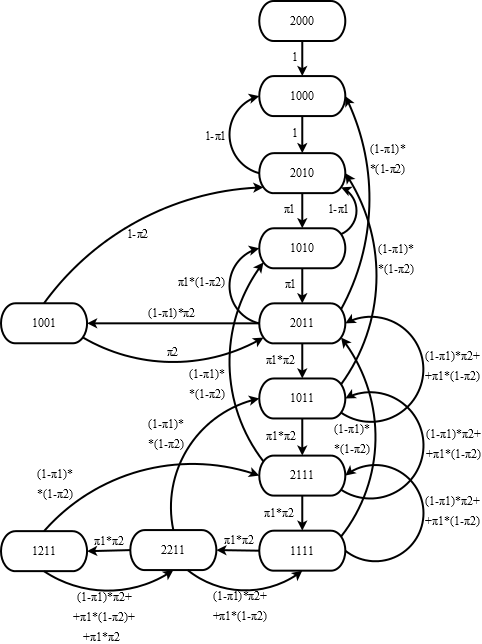 2000
1
1000
1
1-π1
(1-π1)*
*(1-π2)
2010
π1
1-π1
1-π2
1010
(1-π1)*
*(1-π2)
π1*(1-π2)
π1
1001
(1-π1)*π2
2011
π2
π1*π2
(1-π1)*π2+
+π1*(1-π2)
(1-π1)*
*(1-π2)
1011
(1-π1)*
*(1-π2)
π1*π2
(1-π1)*
*(1-π2)
(1-π1)*π2+
+π1*(1-π2)
(1-π1)*
*(1-π2)
2111
π1*π2
(1-π1)*π2+
+π1*(1-π2)
1211
π1*π2
2211
π1*π2
1111
(1-π1)*π2+
+π1*(1-π2)+
+π1*π2
(1-π1)*π2+
+π1*(1-π2)